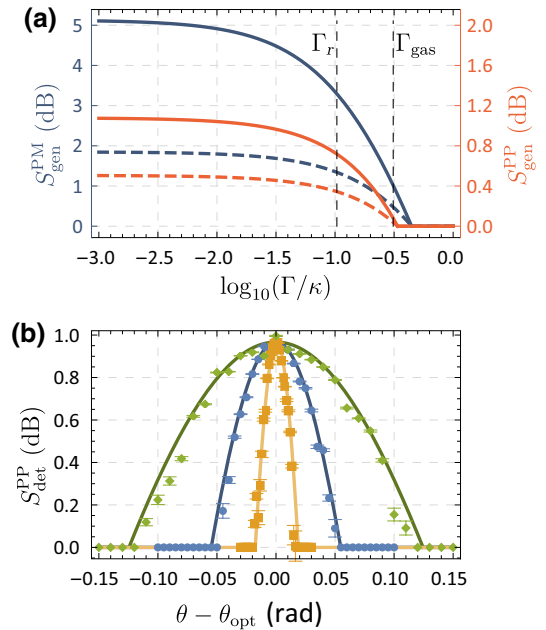 (a)
5
4
3
2
1
0
S_gen^PM (dB)
Γ_r
Γ_gas
2.0
1.6
1.2
0.8
0.4
0.0
S_gen^PP (dB)
−3.0 −2.5 −2.0 −1.5 −1.0 −0.5 0.0
log₁₀(Γ/κ)
(b)
1.0
0.8
0.6
0.4
0.2
0.0
S_det^PP (dB)
−0.15 −0.10 −0.05 0.00 0.05 0.10 0.15
θ − θ_opt (rad)